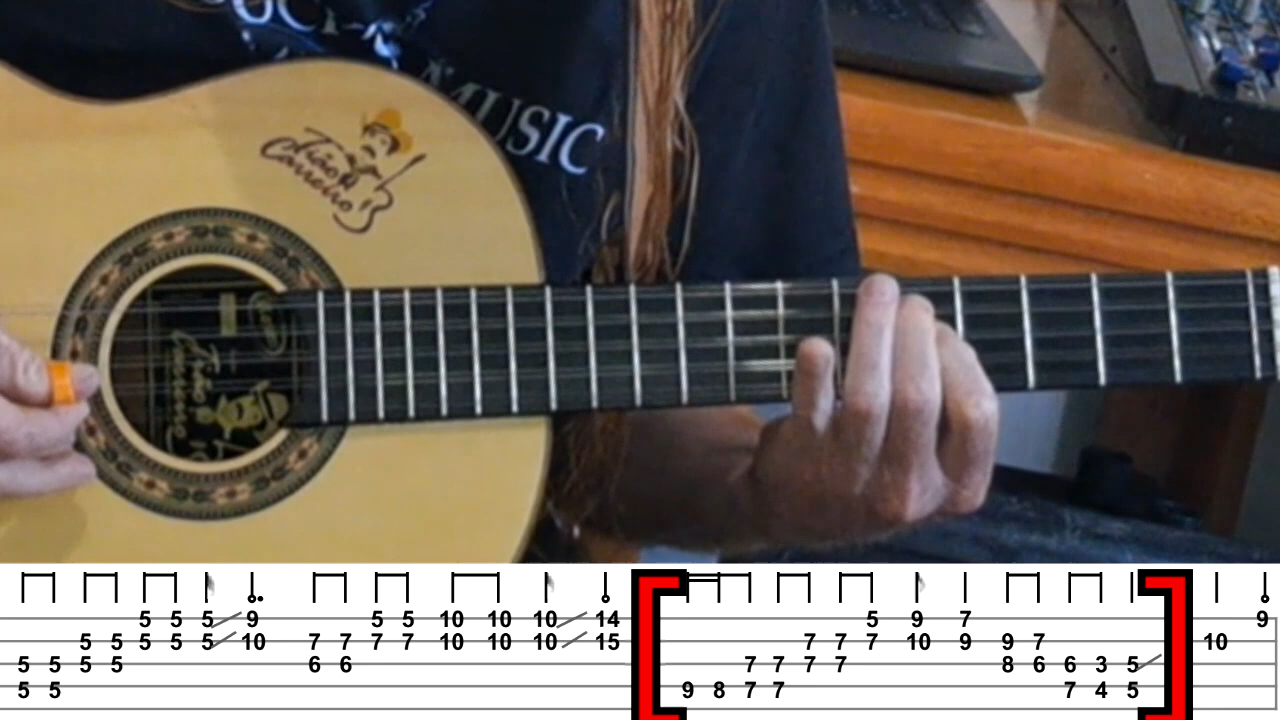 MUSIC
Tião
Carreiro
5 5 5 9 5 5 10 10 10 14 5 9 7 9
5 5 5 5 5 10 7 7 7 7 10 10 10 15 7 7 7 10 9 9 7 10
5 5 5 5 6 6 7 7 7 7 8 6 6 3 5
5 5 9 8 7 7 7 4 5